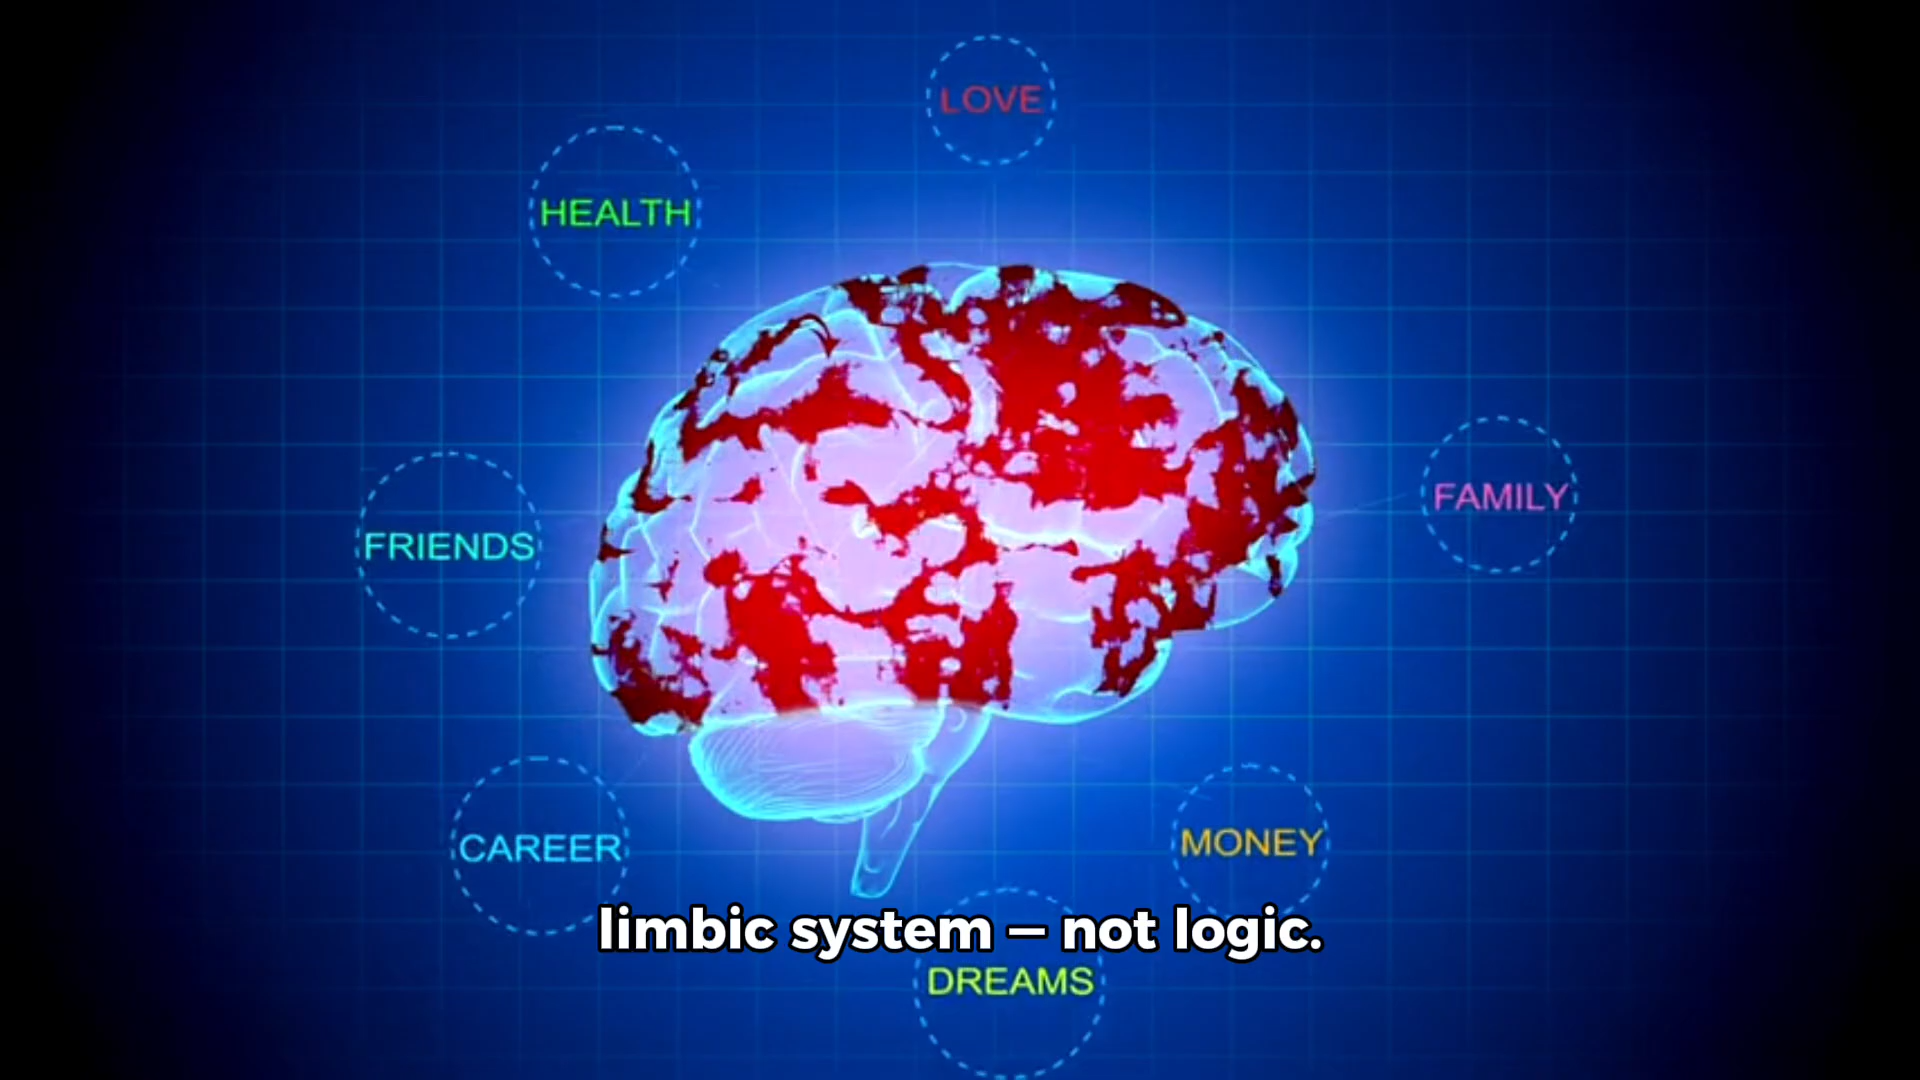 LOVE
HEALTH
FAMILY
FRIENDS
MONEY
CAREER
limbic system – not logic.
DREAMS